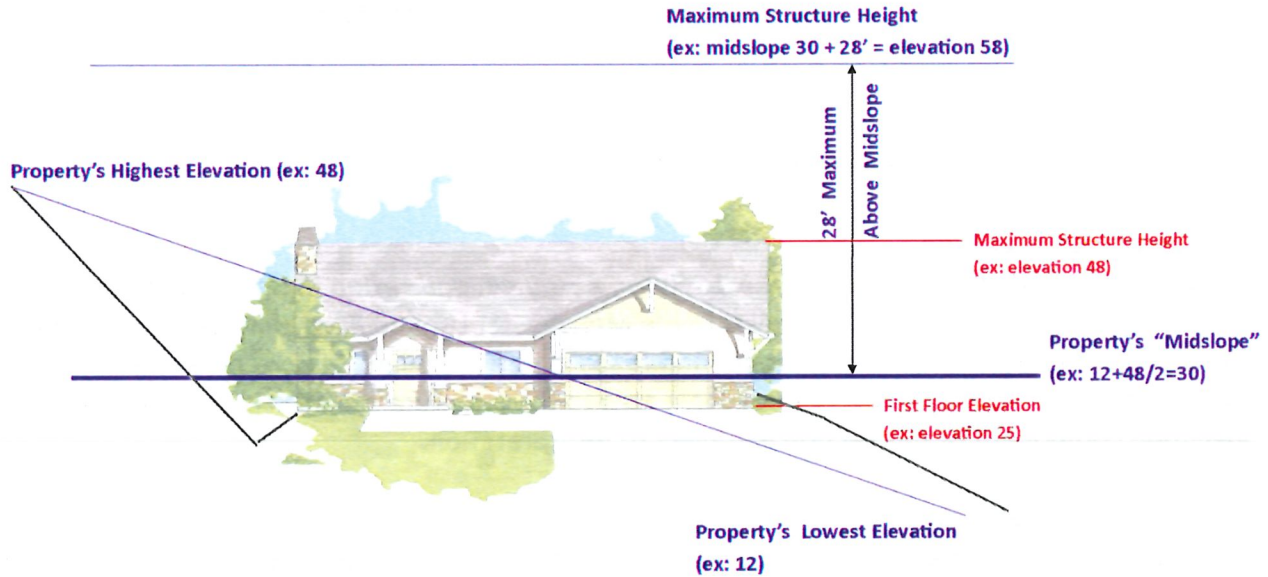 Maximum Structure Height
(ex: midslope 30 + 28' = elevation 58)
28' Maximum
Above Midslope
Property's Highest Elevation (ex: 48)
Maximum Structure Height
(ex: elevation 48)
Property's "Midslope"
(ex: 12+48/2=30)
First Floor Elevation
(ex: elevation 25)
Property's Lowest Elevation
(ex: 12)